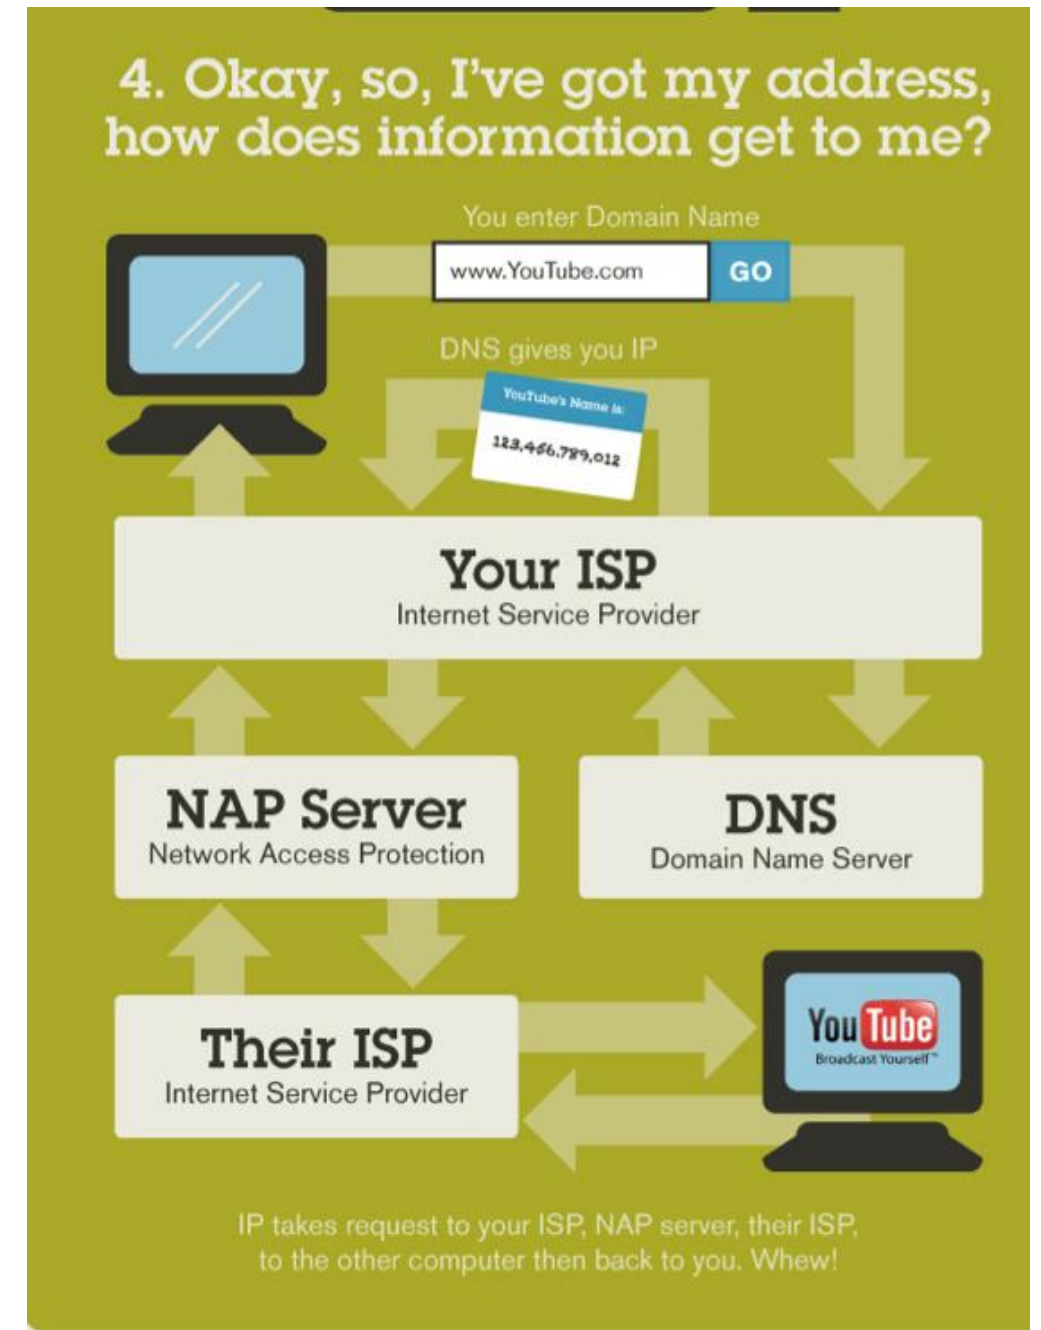 4. Okay, so, I've got my address,
how does information get to me?
You enter Domain Name
www.YouTube.com
GO
DNS gives you IP
YouTube's Name is:
123.456.789.012
Your ISP
Internet Service Provider
NAP Server
Network Access Protection
DNS
Domain Name Server
Their ISP
Internet Service Provider
YouTube
Broadcast Yourself™
IP takes request to your ISP, NAP server, their ISP,
to the other computer then back to you. Whew!